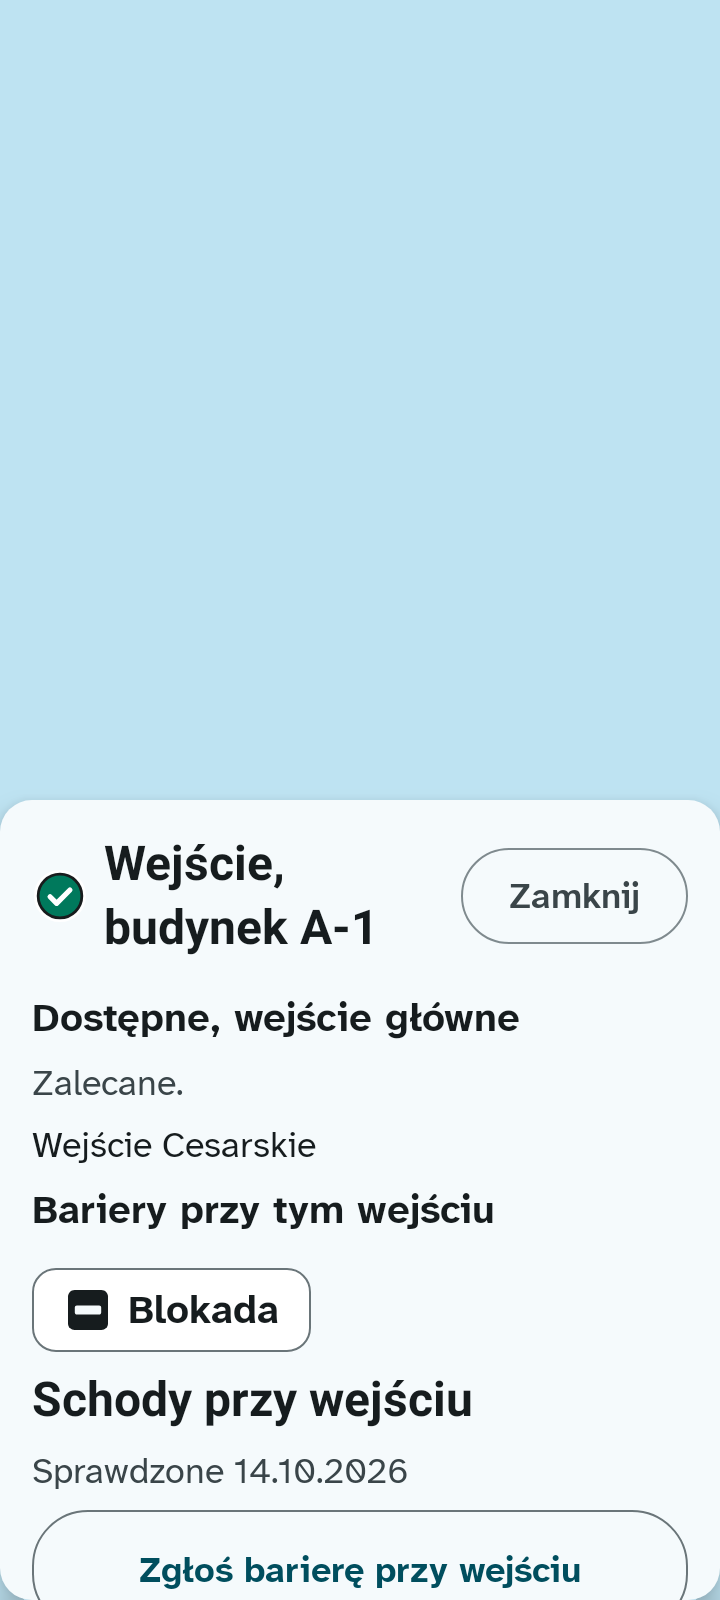 Wejście,
budynek A-1
Zamknij
Dostępne, wejście główne
Zalecane.
Wejście Cesarskie
Bariery przy tym wejściu
Blokada
Schody przy wejściu
Sprawdzone 14.10.2026
Zgłoś barierę przy wejściu